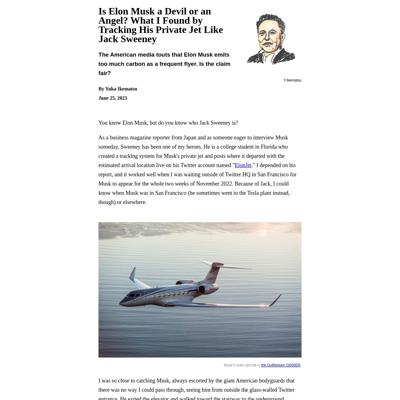 Is Elon Musk a Devil or an
Angel? What I Found by
Tracking His Private Jet Like
Jack Sweeney
The American media touts that Elon Musk emits
too much carbon as a frequent flyer. Is the claim
fair?
By Yuka Ikematsu
June 25, 2023
Y.Ikematsu
You know Elon Musk, but do you know who Jack Sweeney is?
As a business magazine reporter from Japan and as someone eager to interview Musk
someday, Sweeney has been one of my heroes. He is a college student in Florida who
created a tracking system for Musk's private jet and posts where it departed with the
estimated arrival location live on his Twitter account named "ElonJet." I depended on his
report, and it worked well when I was waiting outside of Twitter HQ in San Francisco for
Musk to appear for the whole two weeks of November 2022. Because of Jack, I could
know when Musk was in San Francisco (he sometimes went to the Tesla plant instead,
though) or elsewhere.
Musk's main aircraft is the Gulfstream G650ER.
I was so close to catching Musk, always escorted by the giant American bodyguards that
there was no way I could pass through, seeing him from outside the glass-walled Twitter
entrance. He exited the elevator and walked toward the stairway to the underground